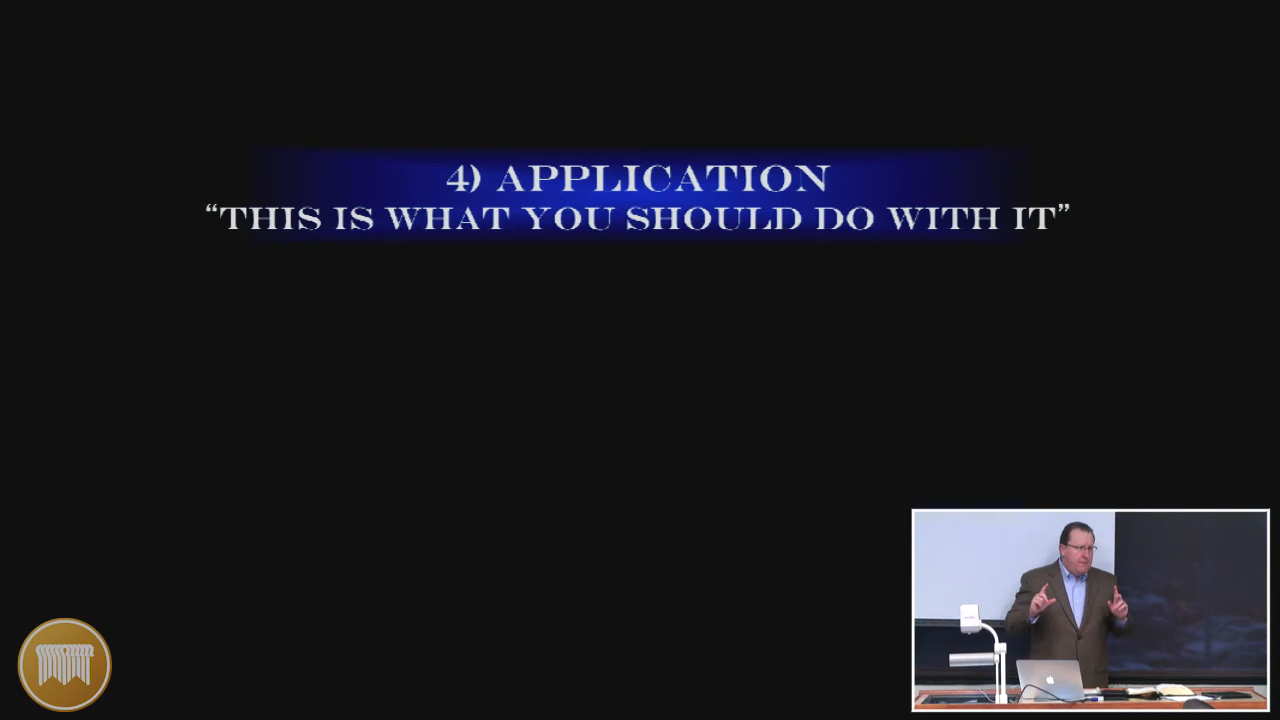 4) APPLICATION
“THIS IS WHAT YOU SHOULD DO WITH IT”